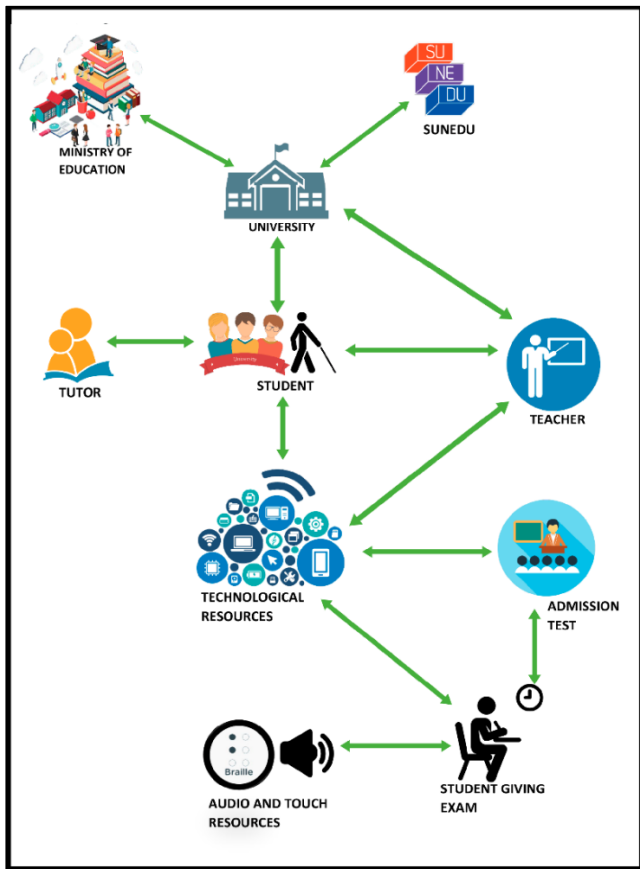 SU
NE
DU
MINISTRY OF
EDUCATION
SUNEDU
UNIVERSITY
University
TUTOR
STUDENT
TEACHER
TECHNOLOGICAL
RESOURCES
ADMISSION
TEST
Braille
AUDIO AND TOUCH
RESOURCES
STUDENT GIVING
EXAM